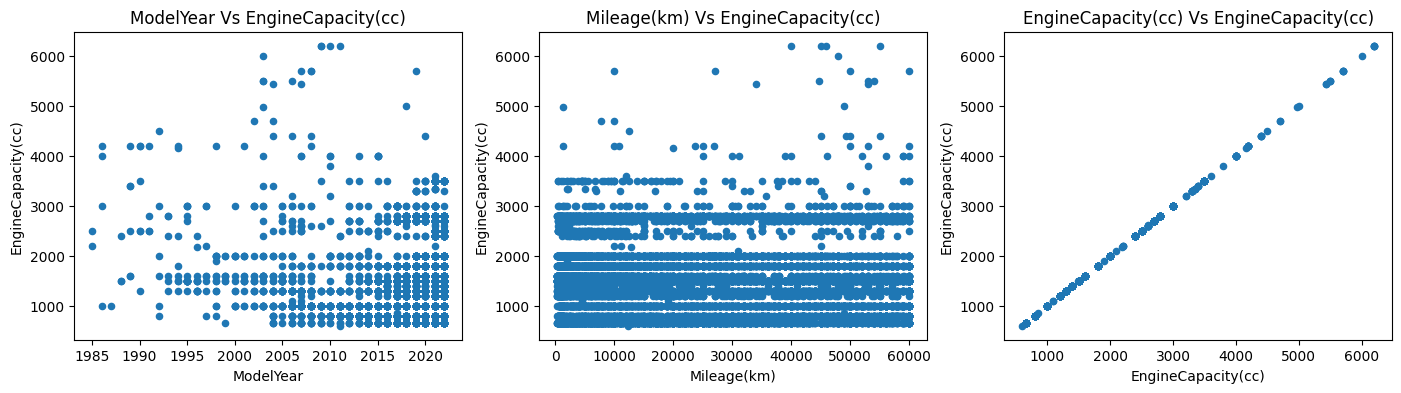 ModelYear Vs EngineCapacity(cc)
EngineCapacity(cc)
6000
5000
4000
3000
2000
1000
1985 1990 1995 2000 2005 2010 2015 2020
ModelYear
Mileage(km) Vs EngineCapacity(cc)
EngineCapacity(cc)
6000
5000
4000
3000
2000
1000
0 10000 20000 30000 40000 50000 60000
Mileage(km)
EngineCapacity(cc) Vs EngineCapacity(cc)
EngineCapacity(cc)
6000
5000
4000
3000
2000
1000
1000 2000 3000 4000 5000 6000
EngineCapacity(cc)